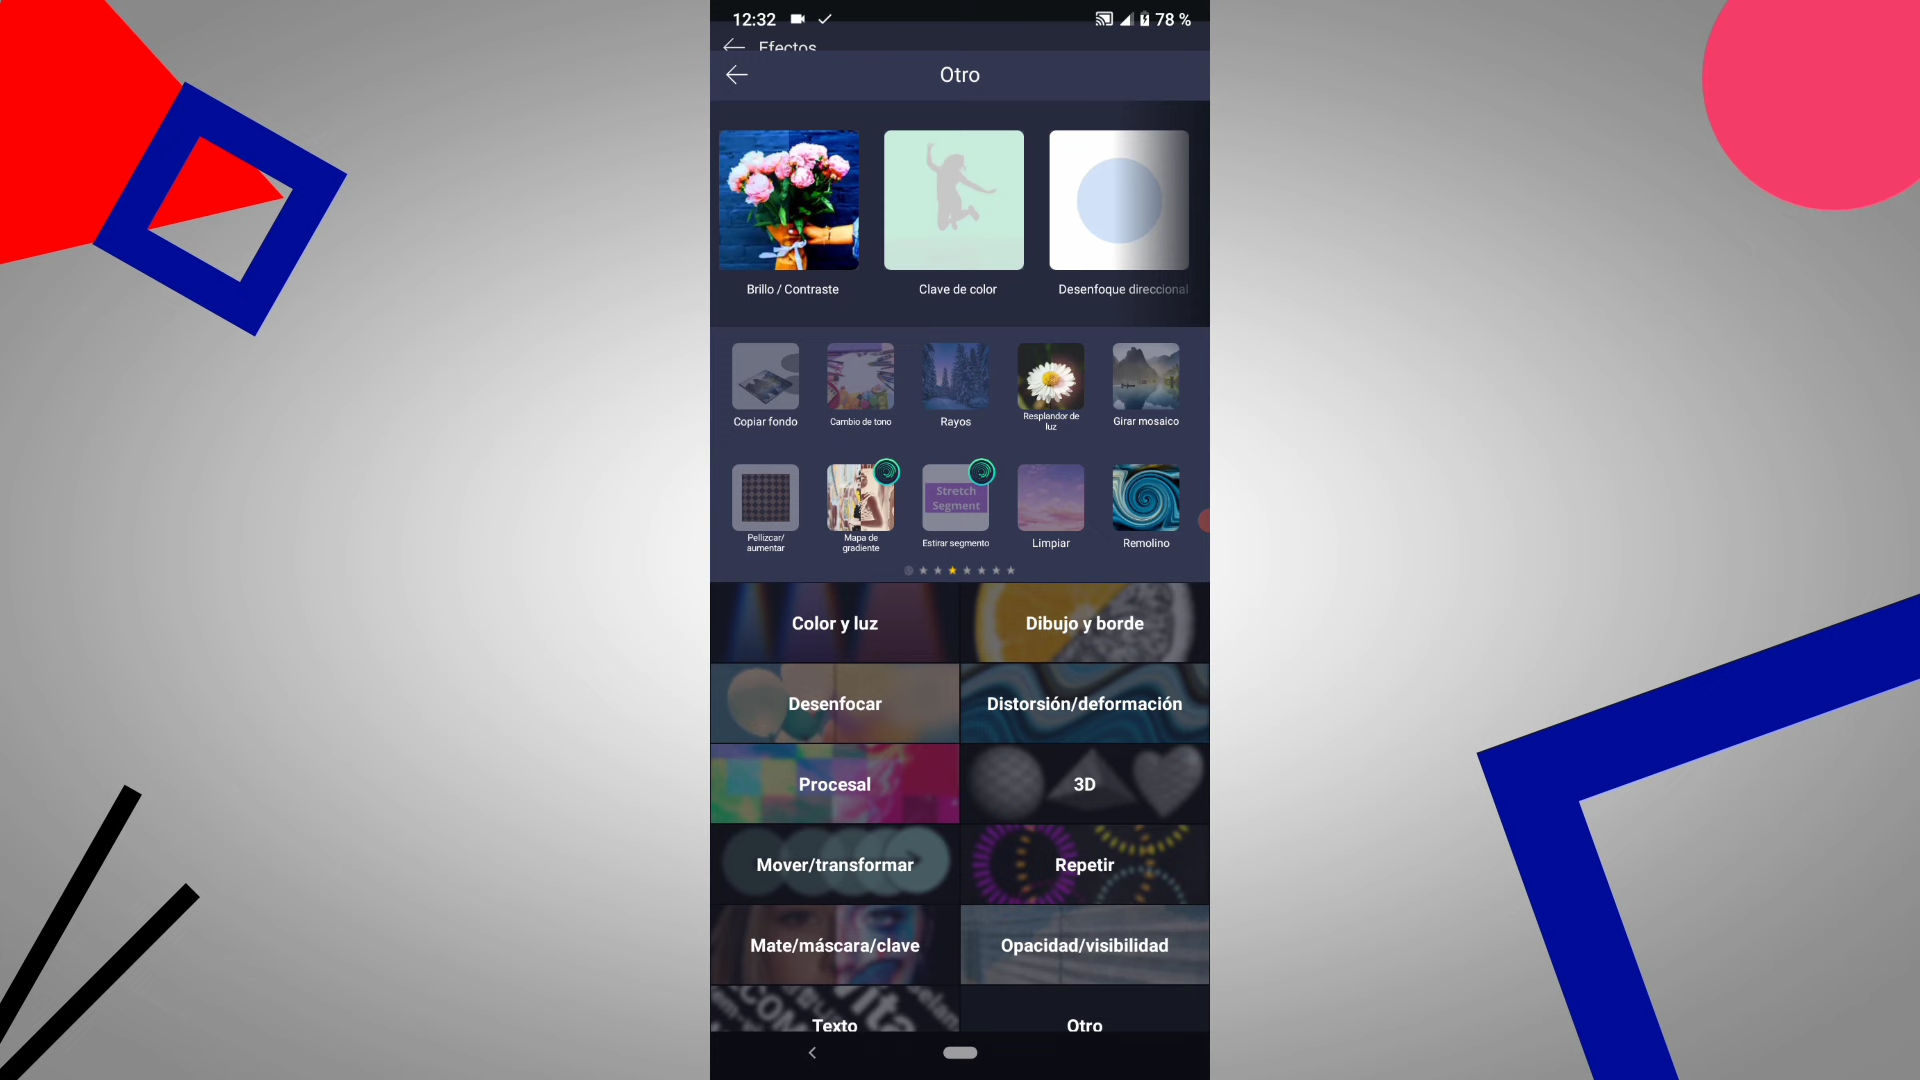 12:32
78 %
Efectos
Otro
Brillo / Contraste
Clave de color
Desenfoque direccional
Copiar fondo
Cambio de tono
Rayos
Resplandor de
luz
Girar mosaico
Stretch
Segment
Pellizcar/
aumentar
Mapa de
gradiente
Estirar segmento
Limpiar
Remolino
Color y luz
Dibujo y borde
Desenfocar
Distorsión/deformación
Procesal
3D
Mover/transformar
Repetir
Mate/máscara/clave
Opacidad/visibilidad
Texto
Otro